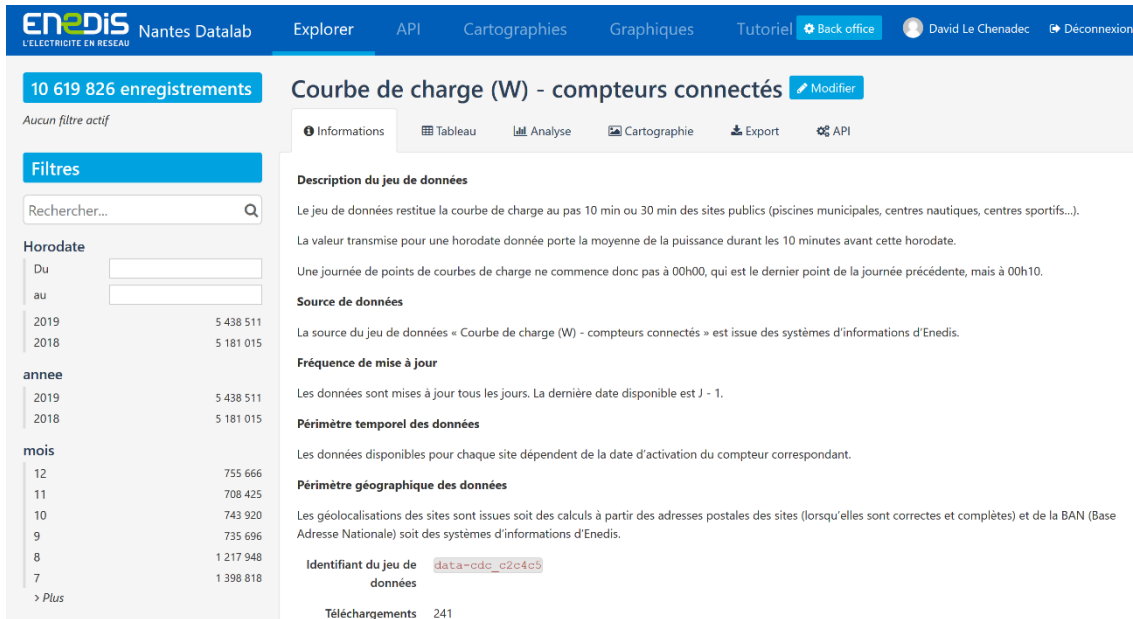 ENEDIS
L'ELECTRICITE EN RESEAU
Nantes Datalab
Explorer
API
Cartographies
Graphiques
Tutoriel
Back office
David Le Chenadec
Déconnexion
10 619 826 enregistrements
Aucun filtre actif
Filtres
Rechercher...
Horodate
Du
au
2019 5 438 511
2018 5 181 015
annee
2019 5 438 511
2018 5 181 015
mois
12 755 666
11 708 425
10 743 920
9 735 696
8 1 217 948
7 1 398 818
> Plus
Courbe de charge (W) - compteurs connectés
Modifier
Informations
Tableau
Analyse
Cartographie
Export
API
Description du jeu de données
Le jeu de données restitue la courbe de charge au pas 10 min ou 30 min des sites publics (piscines municipales, centres nautiques, centres sportifs...).
La valeur transmise pour une horodate donnée porte la moyenne de la puissance durant les 10 minutes avant cette horodate.
Une journée de points de courbes de charge ne commence donc pas à 00h00, qui est le dernier point de la journée précédente, mais à 00h10.
Source de données
La source du jeu de données « Courbe de charge (W) - compteurs connectés » est issue des systèmes d'informations d'Enedis.
Fréquence de mise à jour
Les données sont mises à jour tous les jours. La dernière date disponible est J - 1.
Périmètre temporel des données
Les données disponibles pour chaque site dépendent de la date d'activation du compteur correspondant.
Périmètre géographique des données
Les géolocalisations des sites sont issues soit des calculs à partir des adresses postales des sites (lorsqu'elles sont correctes et complètes) et de la BAN (Base
Adresse Nationale) soit des systèmes d'informations d'Enedis.
Identifiant du jeu de
données
data-cdc_c2c4c5
Téléchargements 241